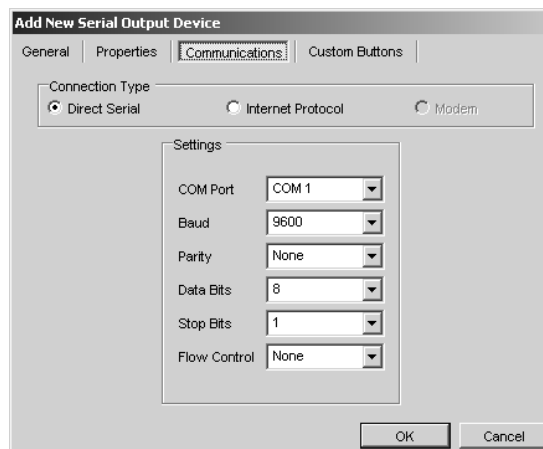 Add New Serial Output Device
General Properties Communications Custom Buttons
Connection Type
Direct Serial Internet Protocol Modem
Settings
COM Port COM 1
Baud 9600
Parity None
Data Bits 8
Stop Bits 1
Flow Control None
OK Cancel